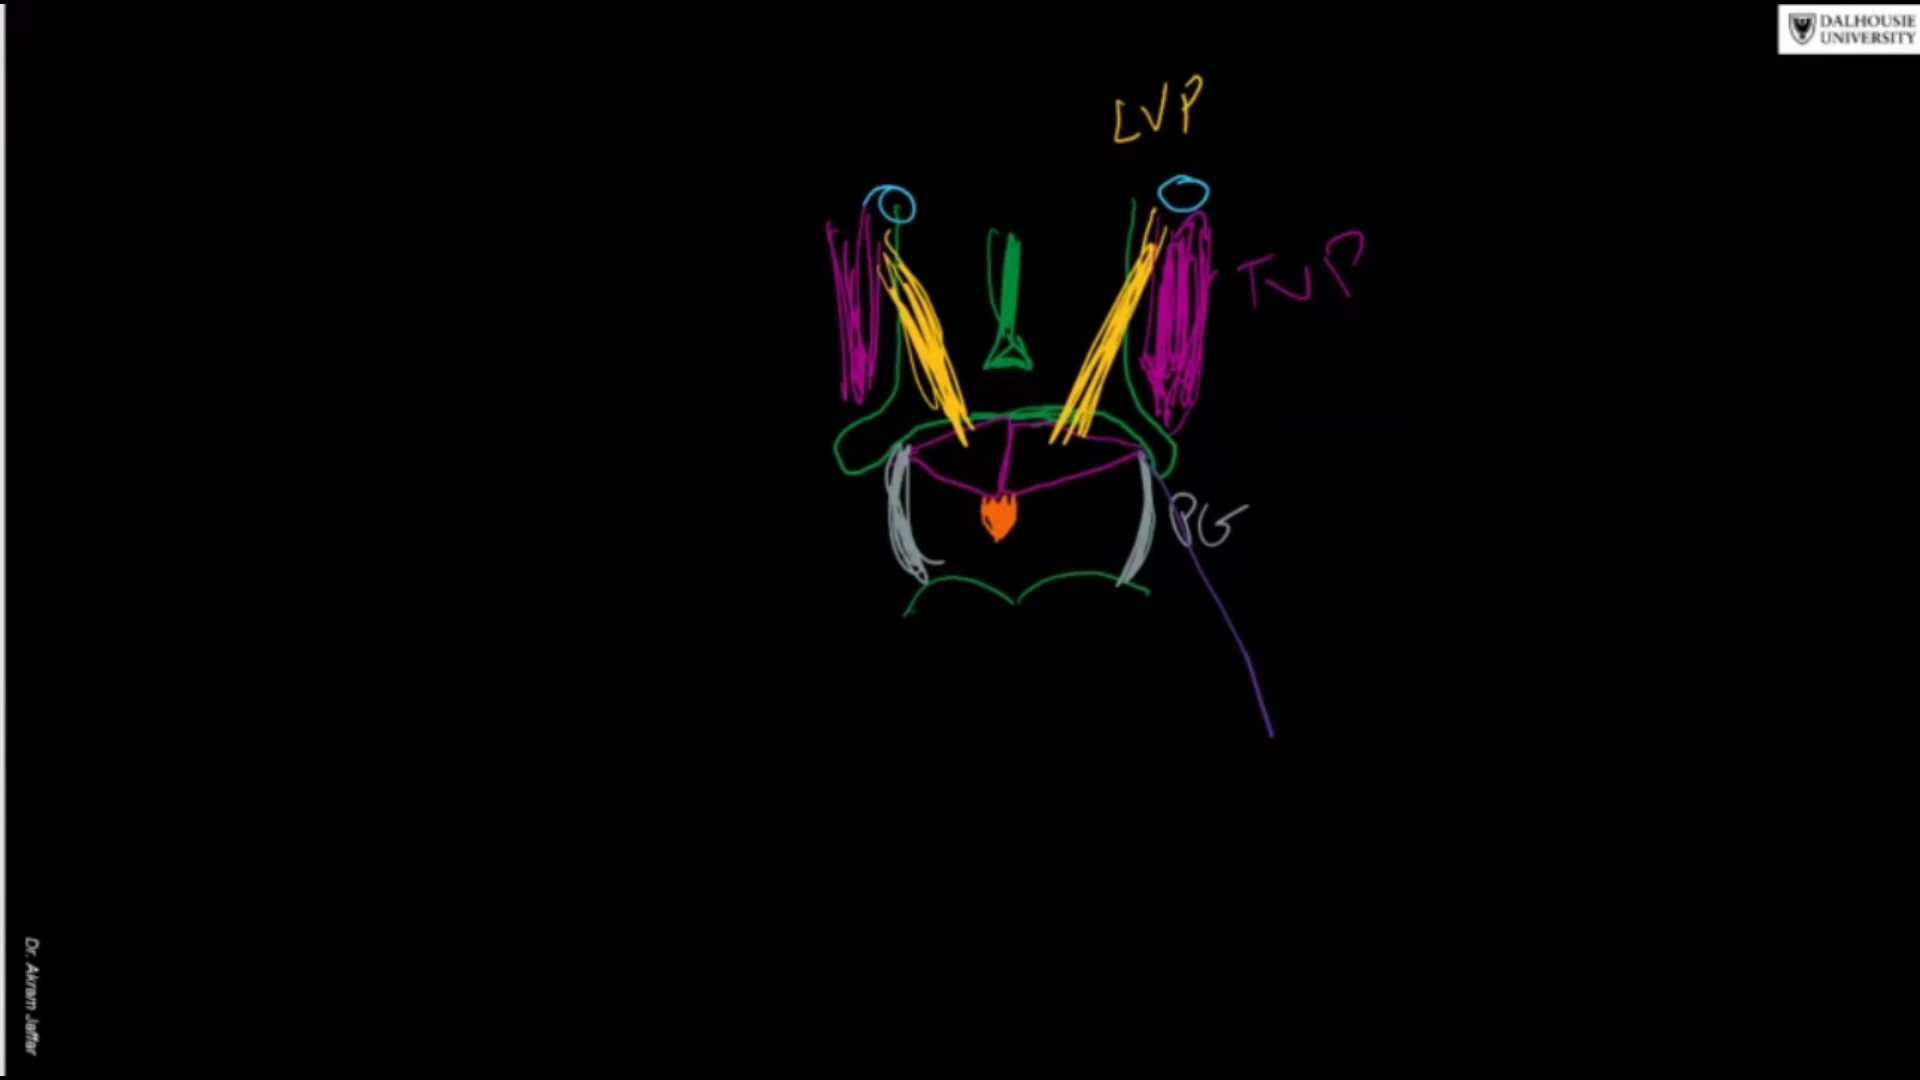 DALHOUSIE
UNIVERSITY
LVP
TVP
PG
Dr. Akram Jaffar